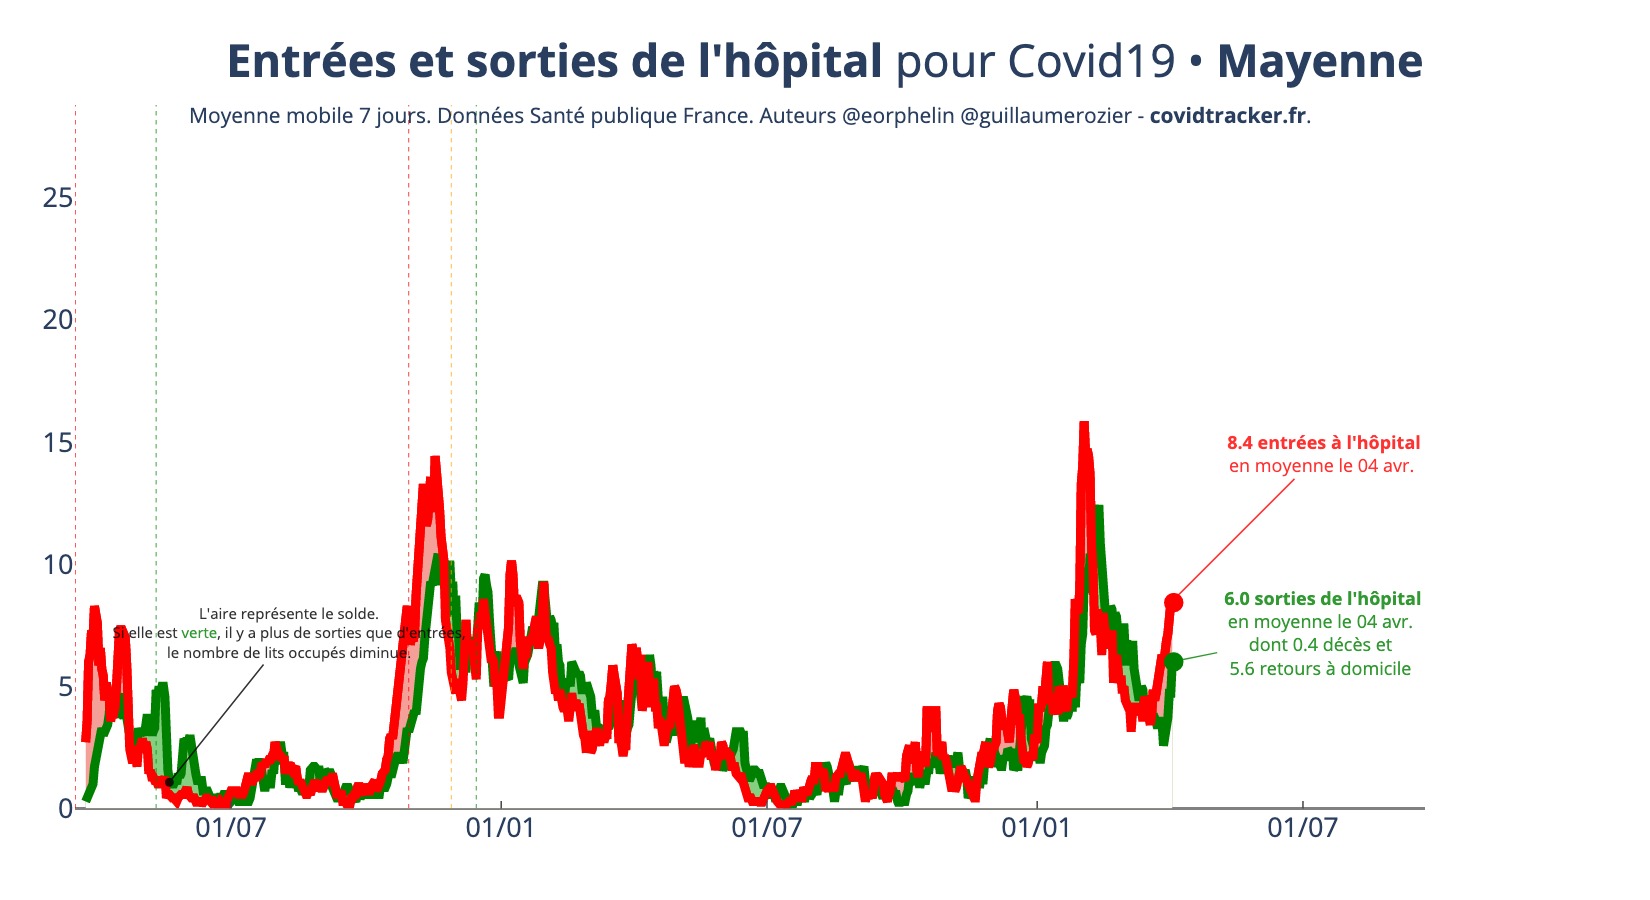 Entrées et sorties de l'hôpital pour Covid19 • Mayenne
Moyenne mobile 7 jours. Données Santé publique France. Auteurs @eorphelin @guillaumerozier - covidtracker.fr.
25
20
15
10
5
0
8.4 entrées à l'hôpital
en moyenne le 04 avr.
6.0 sorties de l'hôpital
en moyenne le 04 avr.
dont 0.4 décès et
5.6 retours à domicile
L'aire représente le solde.
Si elle est verte, il y a plus de sorties que d'entrées,
le nombre de lits occupés diminue.
01/07
01/01
01/07
01/01
01/07